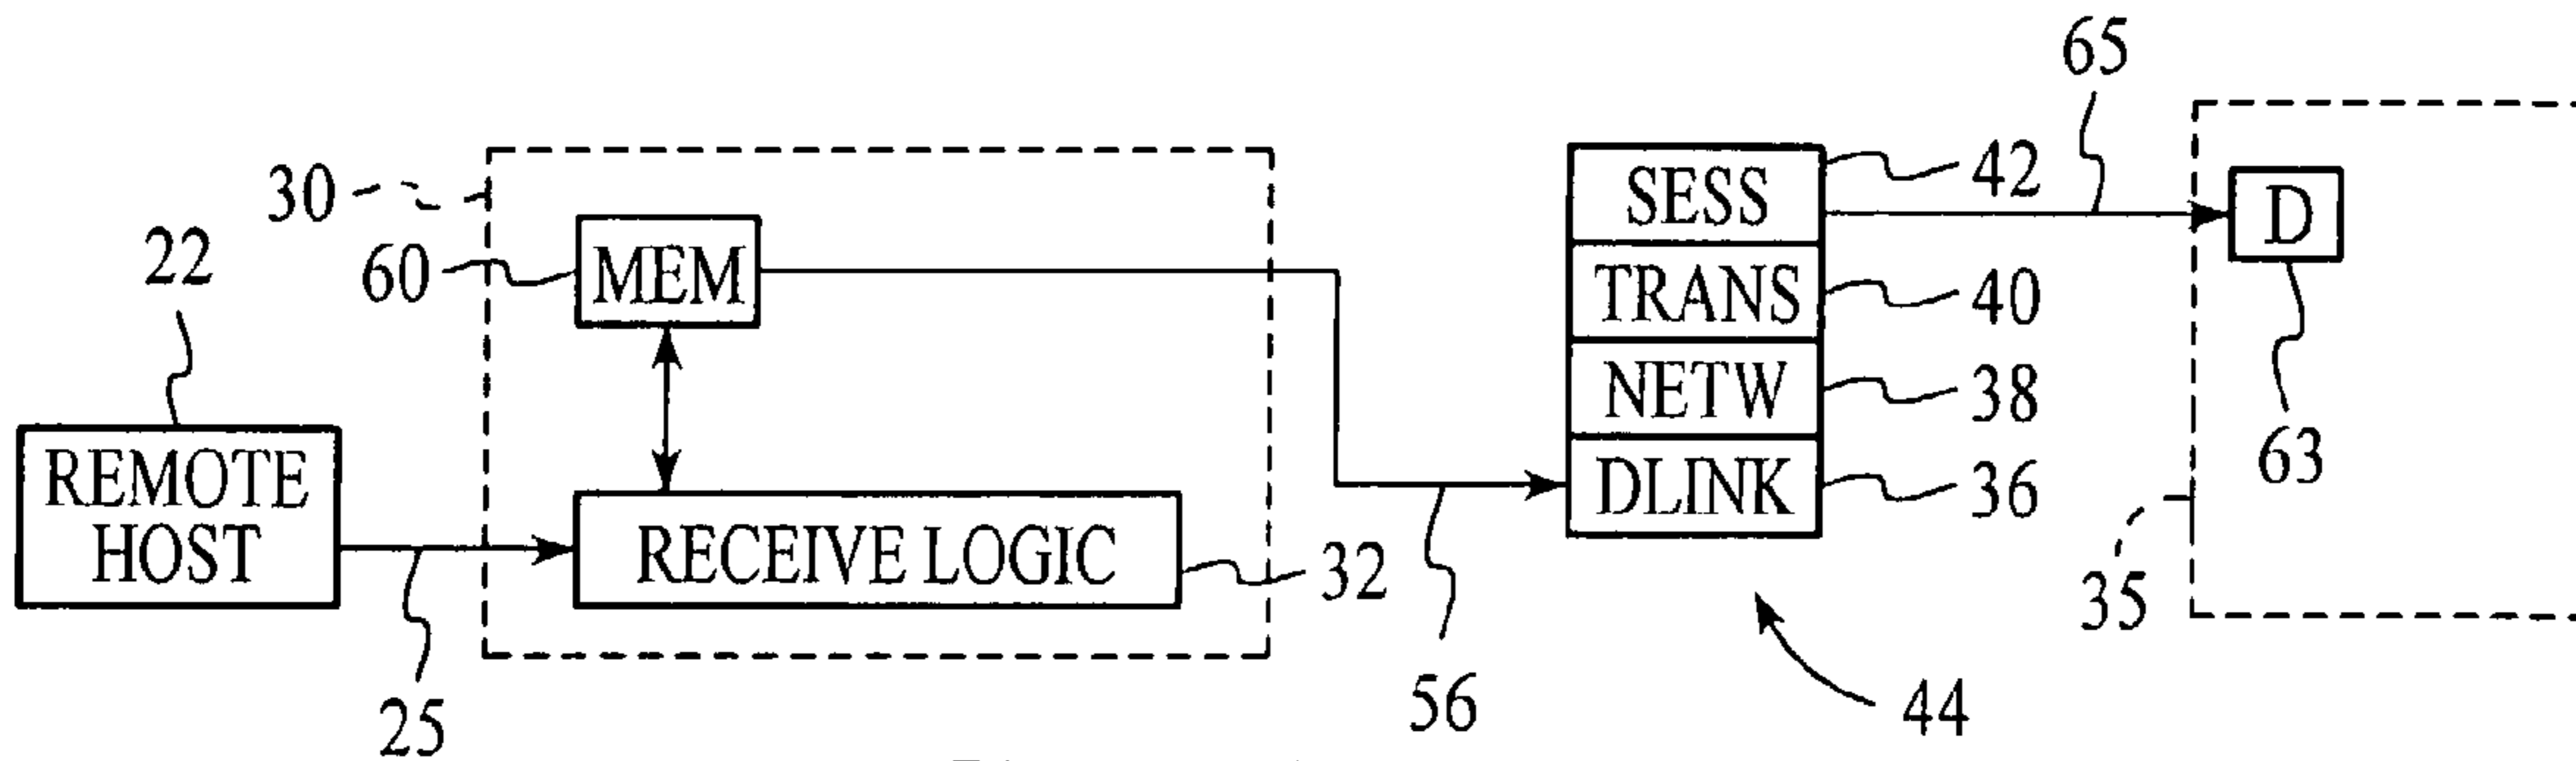 65
30
42
SESS
D
22
60
MEM
TRANS
40
NETW
38
63
REMOTE
HOST
DLINK
36
RECEIVE LOGIC
32
35
25
56
44